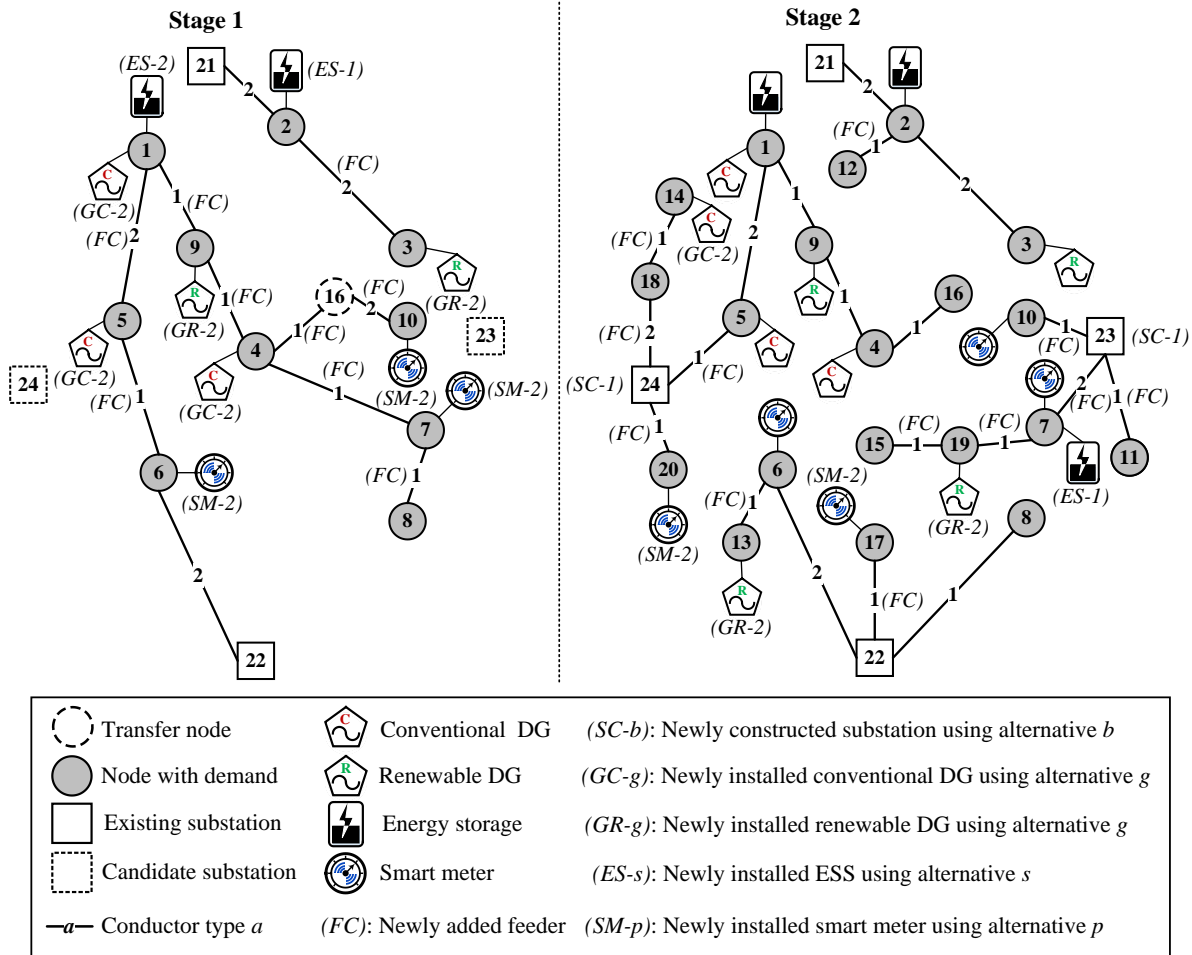 Stage 1
(ES-2)
21
2
(ES-1)
2
1
C
(GC-2)
(FC)
2
(FC)
2
1
(FC)
9
R
(GR-2)
3
R
(GR-2)
1
(FC)
16
(FC)
2
10
1
(FC)
5
C
(GC-2)
4
C
(GC-2)
23
24
(FC)
1
(FC)
1
(SM-2)
(SM-2)
7
6
(SM-2)
(FC)
1
8
2
22
Stage 2
21
2
2
(FC)
1
12
1
C
14
C
(GC-2)
(FC)
1
18
2
1
9
R
2
3
R
1
16
10
1
(FC)
23
(SC-1)
5
C
4
C
1
(FC)
2
(SC-1)
24
1
2
(FC)
1
(FC)
(FC)
1
20
(SM-2)
6
15
(FC)
1
19
(FC)
1
7
11
(ES-1)
R
(GR-2)
(SM-2)
17
8
(FC)
1
13
R
(GR-2)
2
1
(FC)
1
22
Transfer node
C
Conventional DG
(SC-b): Newly constructed substation using alternative b
Node with demand
R
Renewable DG
(GC-g): Newly installed conventional DG using alternative g
Existing substation
Energy storage
(GR-g): Newly installed renewable DG using alternative g
Candidate substation
Smart meter
(ES-s): Newly installed ESS using alternative s
a
Conductor type a
(FC): Newly added feeder
(SM-p): Newly installed smart meter using alternative p